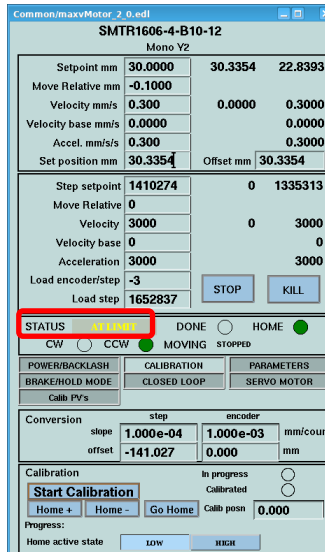 Common/maxvMotor_2_0.edl
SMTR1606-4-B10-12
Mono Y2
Setpoint mm 30.0000 30.3354 22.8393
Move Relative mm -0.1000
Velocity mm/s 0.300 0.0000 0.3000
Velocity base mm/s 0.0000 0.0000
Accel. mm/s/s 0.300 0.3000
Set position mm 30.3354 Offset mm 30.3354
Step setpoint 1410274 0 1335313
Move Relative 0
Velocity 3000 0 3000
Velocity base 0 0
Acceleration 3000 3000
Load encoder/step -3
Load step 1652837 STOP KILL
STATUS AT LIMIT DONE HOME
CW CCW MOVING STOPPED
POWER/BACKLASH CALIBRATION PARAMETERS
BRAKE/HOLD MODE CLOSED LOOP SERVO MOTOR
Calib PV's
Conversion step encoder
slope 1.000e-04 1.000e-03 mm/coun
offset -141.027 0.000 mm
Calibration In progress
Start Calibration Calibrated
Home + Home - Go Home Calib posn 0.000
Progress:
Home active state LOW HIGH